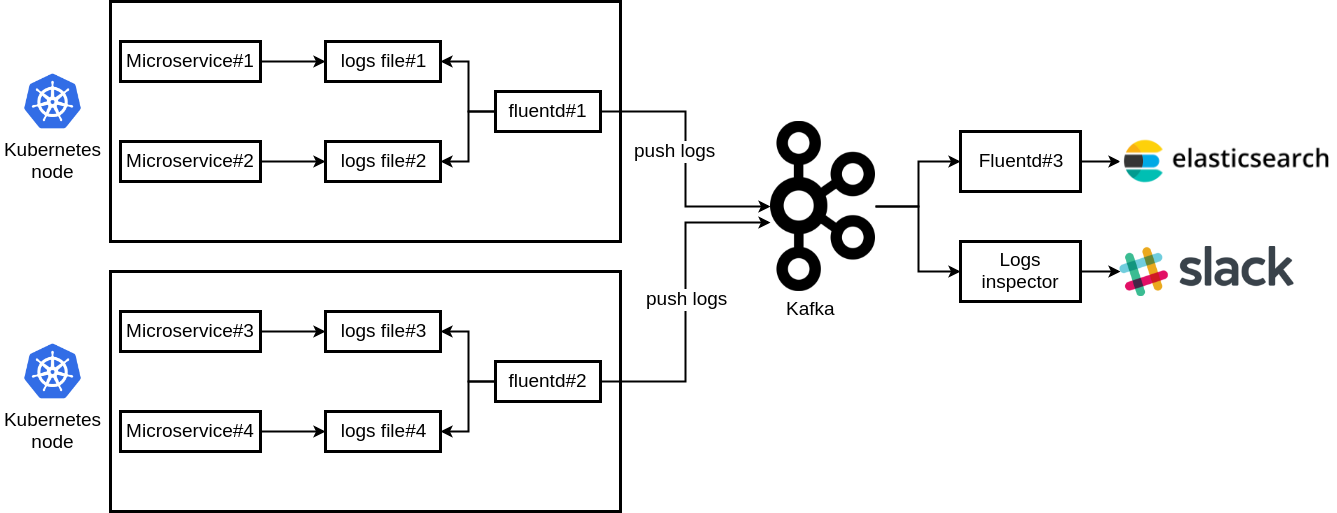 Microservice#1
logs file#1
fluentd#1
Microservice#2
logs file#2
Kubernetes
node
push logs
Fluentd#3
elasticsearch
Logs
inspector
slack
Kafka
push logs
Microservice#3
logs file#3
fluentd#2
Microservice#4
logs file#4
Kubernetes
node